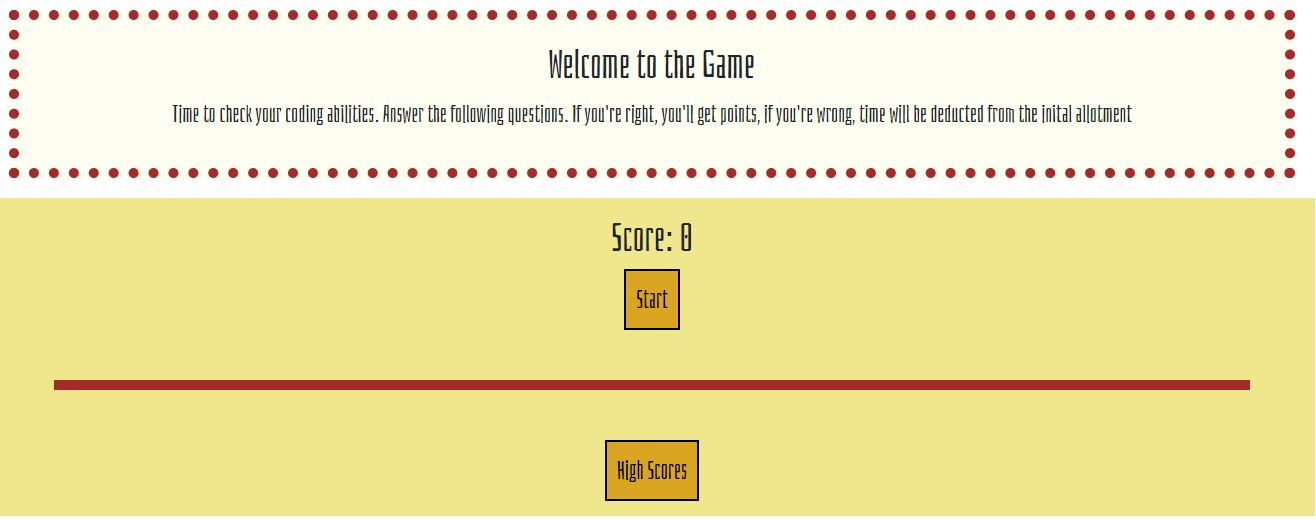 Welcome to the Game
Time to check your coding abilities. Answer the following questions. If you're right, you'll get points, if you're wrong, time will be deducted from the inital allotment
Score: 0
Start
High Scores